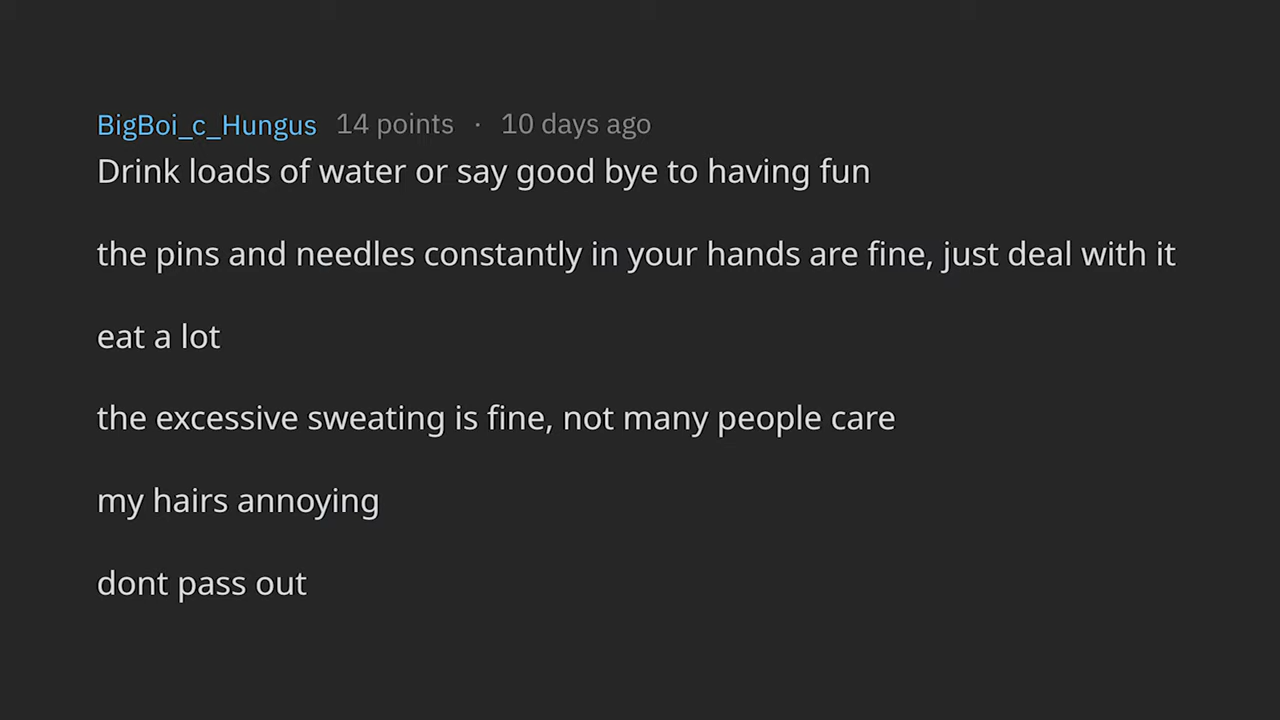 BigBoi_c_Hungus 14 points · 10 days ago
Drink loads of water or say good bye to having fun
the pins and needles constantly in your hands are fine, just deal with it
eat a lot
the excessive sweating is fine, not many people care
my hairs annoying
dont pass out